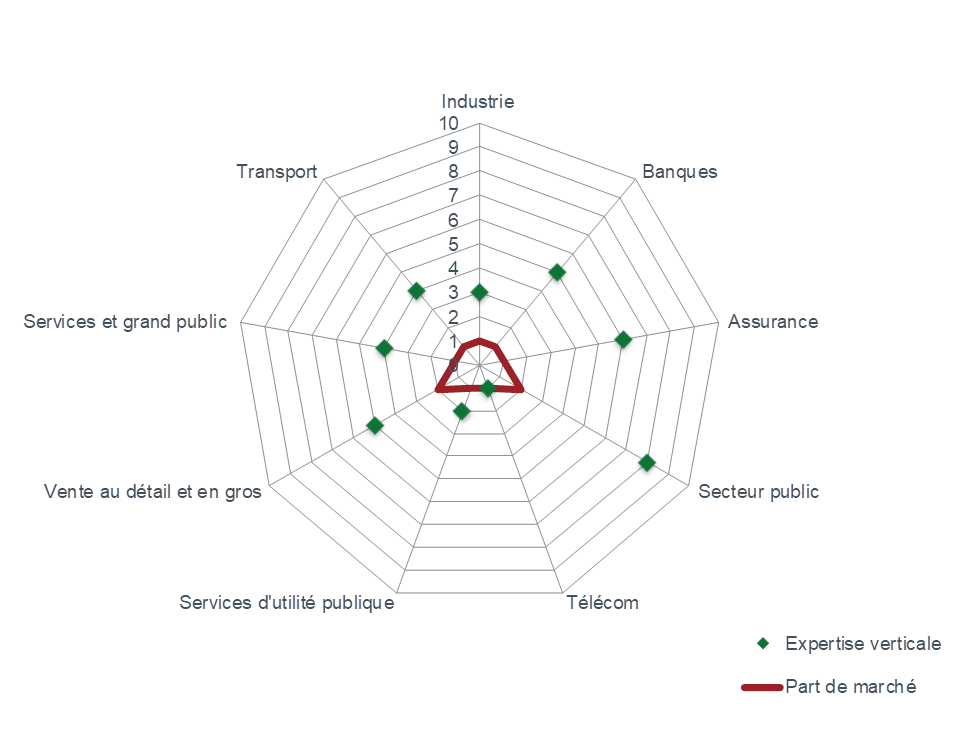 Industrie
10
9
8
7
6
5
4
3
2
1
0
Transport
Banques
Services et grand public
Assurance
Vente au détail et en gros
Secteur public
Services d'utilité publique
Télécom
Expertise verticale
Part de marché